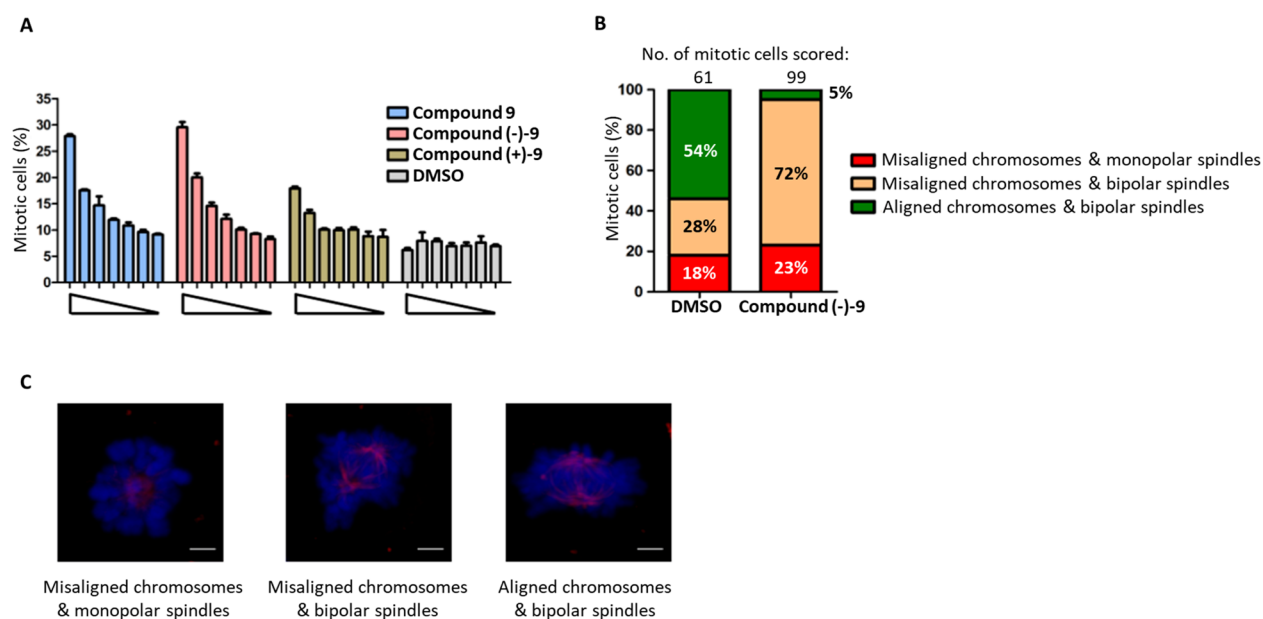 A
35
30
25
20
15
10
5
0
Mitotic cells (%)
Compound 9
Compound (-)-9
Compound (+)-9
DMSO
B
No. of mitotic cells scored:
61 99
100
80
60
40
20
0
Mitotic cells (%)
54%
28%
18%
5%
72%
23%
DMSO Compound (-)-9
Misaligned chromosomes & monopolar spindles
Misaligned chromosomes & bipolar spindles
Aligned chromosomes & bipolar spindles
C
Misaligned chromosomes
& monopolar spindles
Misaligned chromosomes
& bipolar spindles
Aligned chromosomes
& bipolar spindles